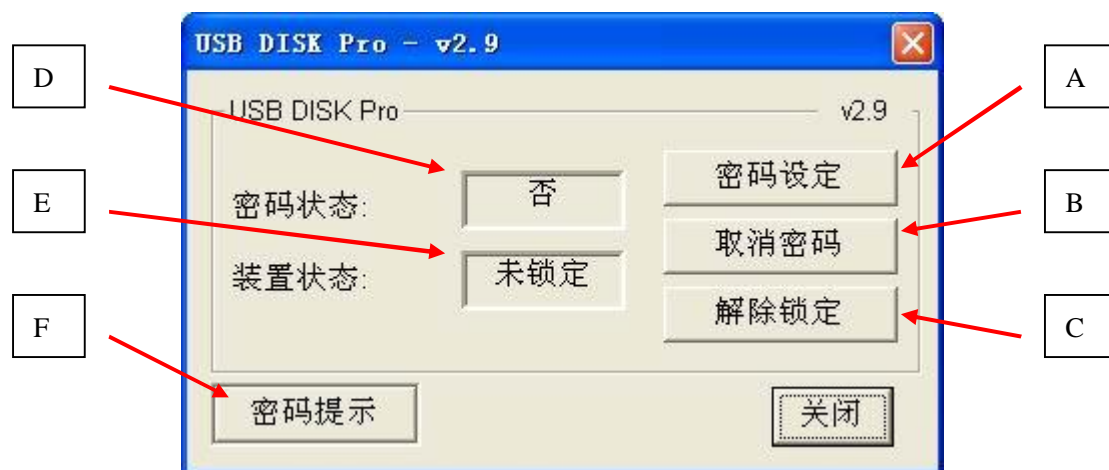 USB DISK Pro - v2.9
D
A
USB DISK Pro
v2.9
密码设定
否
密码状态:
E
B
取消密码
未锁定
装置状态:
解除锁定
F
C
密码提示
关闭